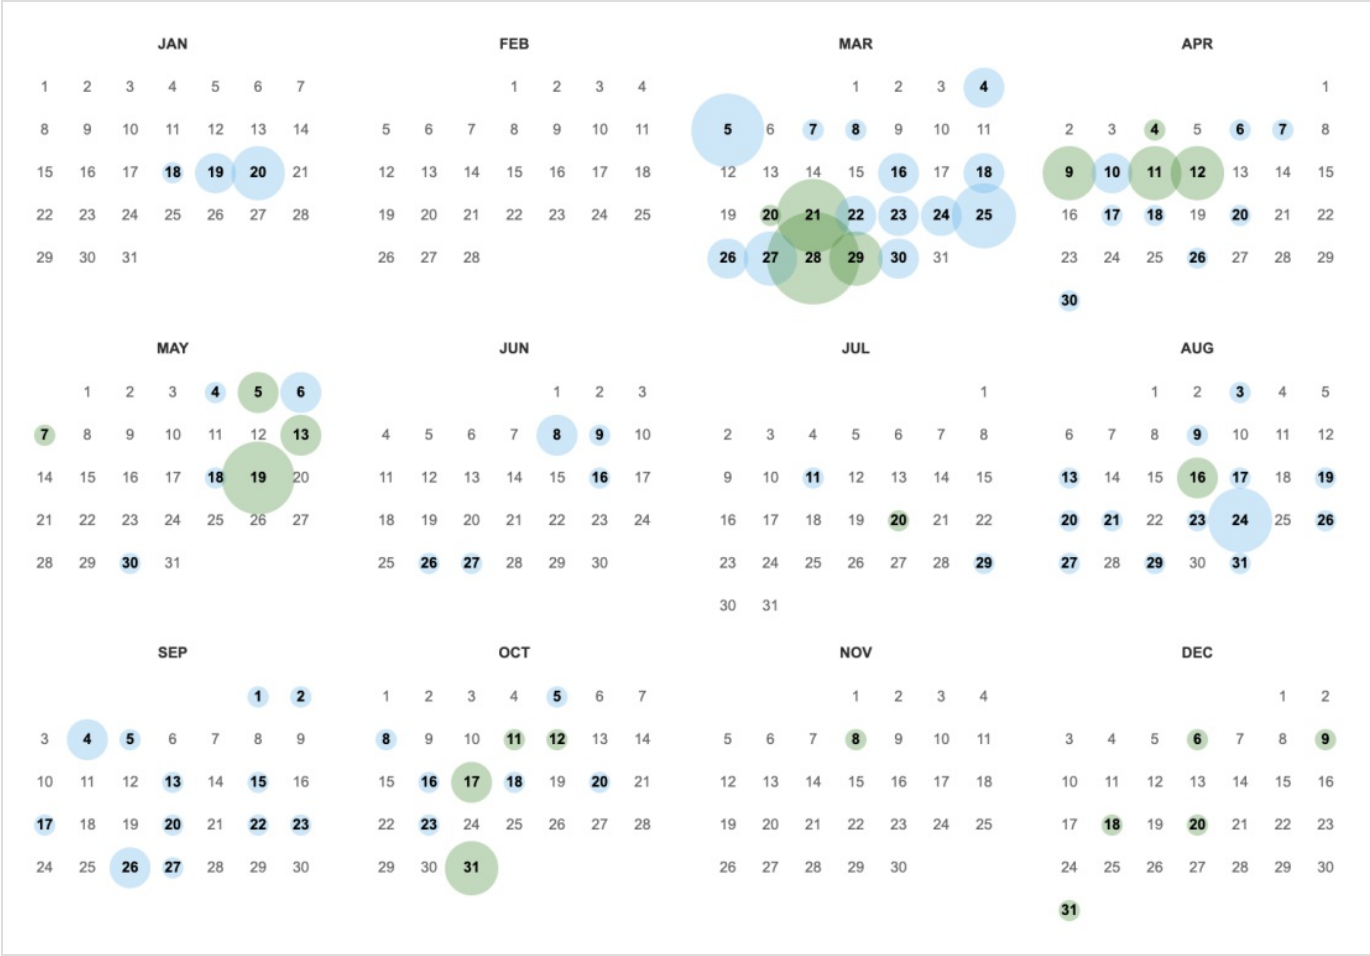 JAN FEB MAR APR
1 2 3 4 5 6 7 1 2 3 4 1 2 3 4 1
8 9 10 11 12 13 14 5 6 7 8 9 10 11 5 6 7 8 9 10 11 2 3 4 5 6 7 8
15 16 17 18 19 20 21 12 13 14 15 16 17 18 12 13 14 15 16 17 18 9 10 11 12 13 14 15
22 23 24 25 26 27 28 19 20 21 22 23 24 25 19 20 21 22 23 24 25 16 17 18 19 20 21 22
29 30 31 26 27 28 26 27 28 29 30 31 23 24 25 26 27 28 29
30
MAY JUN JUL AUG
1 2 3 4 5 6 1 2 3 1 1 2 3 4 5
7 8 9 10 11 12 13 4 5 6 7 8 9 10 2 3 4 5 6 7 8 6 7 8 9 10 11 12
14 15 16 17 18 19 20 11 12 13 14 15 16 17 9 10 11 12 13 14 15 13 14 15 16 17 18 19
21 22 23 24 25 26 27 18 19 20 21 22 23 24 16 17 18 19 20 21 22 20 21 22 23 24 25 26
28 29 30 31 25 26 27 28 29 30 23 24 25 26 27 28 29 27 28 29 30 31
30 31
SEP OCT NOV DEC
1 2 1 2 3 4 5 6 7 1 2 3 4 1 2
3 4 5 6 7 8 9 8 9 10 11 12 13 14 5 6 7 8 9 10 11 3 4 5 6 7 8 9
10 11 12 13 14 15 16 15 16 17 18 19 20 21 12 13 14 15 16 17 18 10 11 12 13 14 15 16
17 18 19 20 21 22 23 22 23 24 25 26 27 28 19 20 21 22 23 24 25 17 18 19 20 21 22 23
24 25 26 27 28 29 30 29 30 31 26 27 28 29 30 24 25 26 27 28 29 30
31